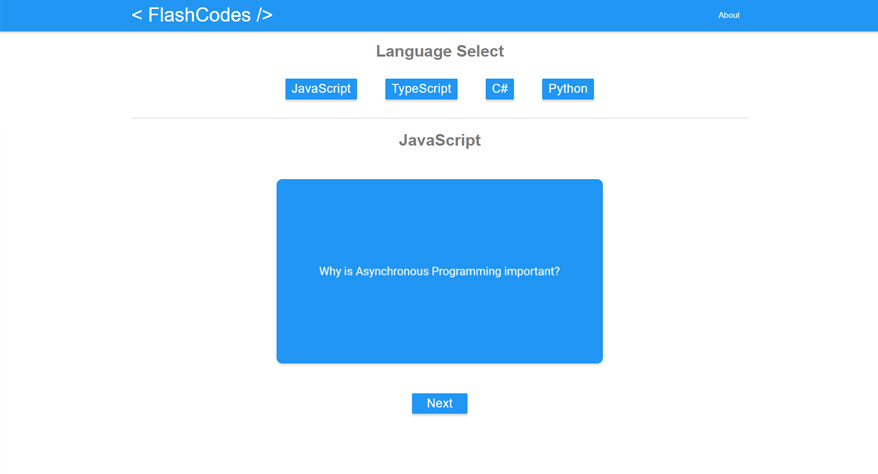 < FlashCodes />
About
Language Select
JavaScript
TypeScript
C#
Python
JavaScript
Why is Asynchronous Programming important?
Next